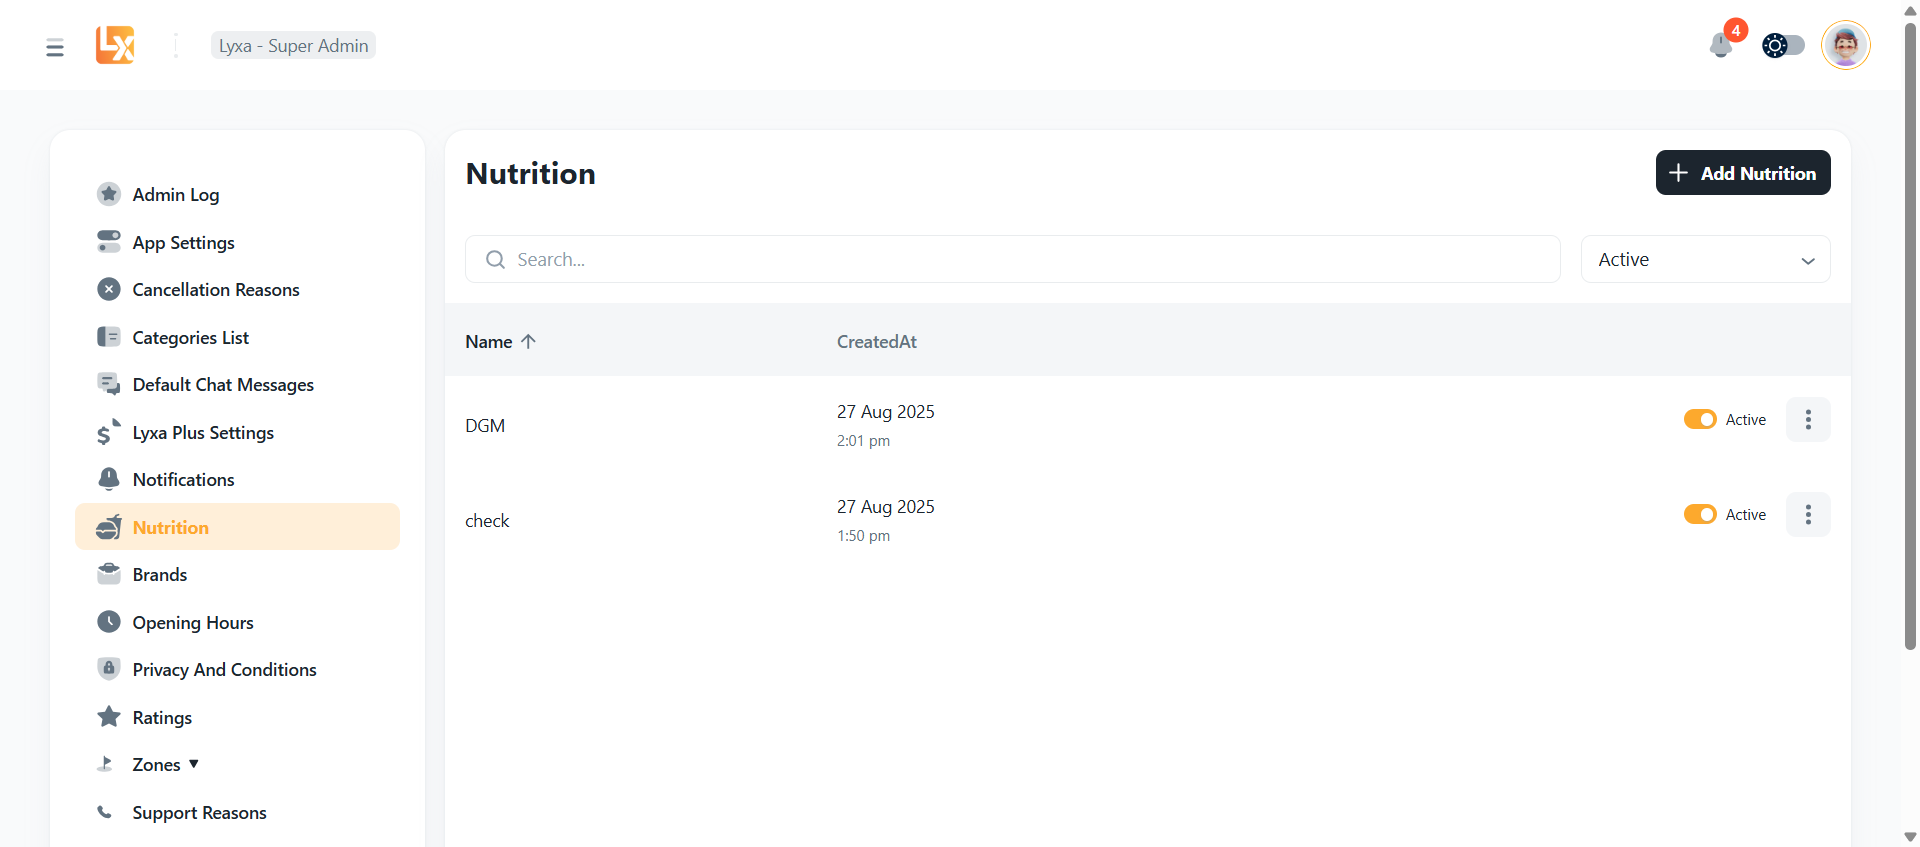 LX
Lyxa - Super Admin
4
Admin Log
App Settings
Cancellation Reasons
Categories List
Default Chat Messages
Lyxa Plus Settings
Notifications
Nutrition
Brands
Opening Hours
Privacy And Conditions
Ratings
Zones ▼
Support Reasons
Nutrition
Add Nutrition
Search...
Active
Name ↑ CreatedAt
DGM 27 Aug 2025 Active
2:01 pm
check 27 Aug 2025 Active
1:50 pm